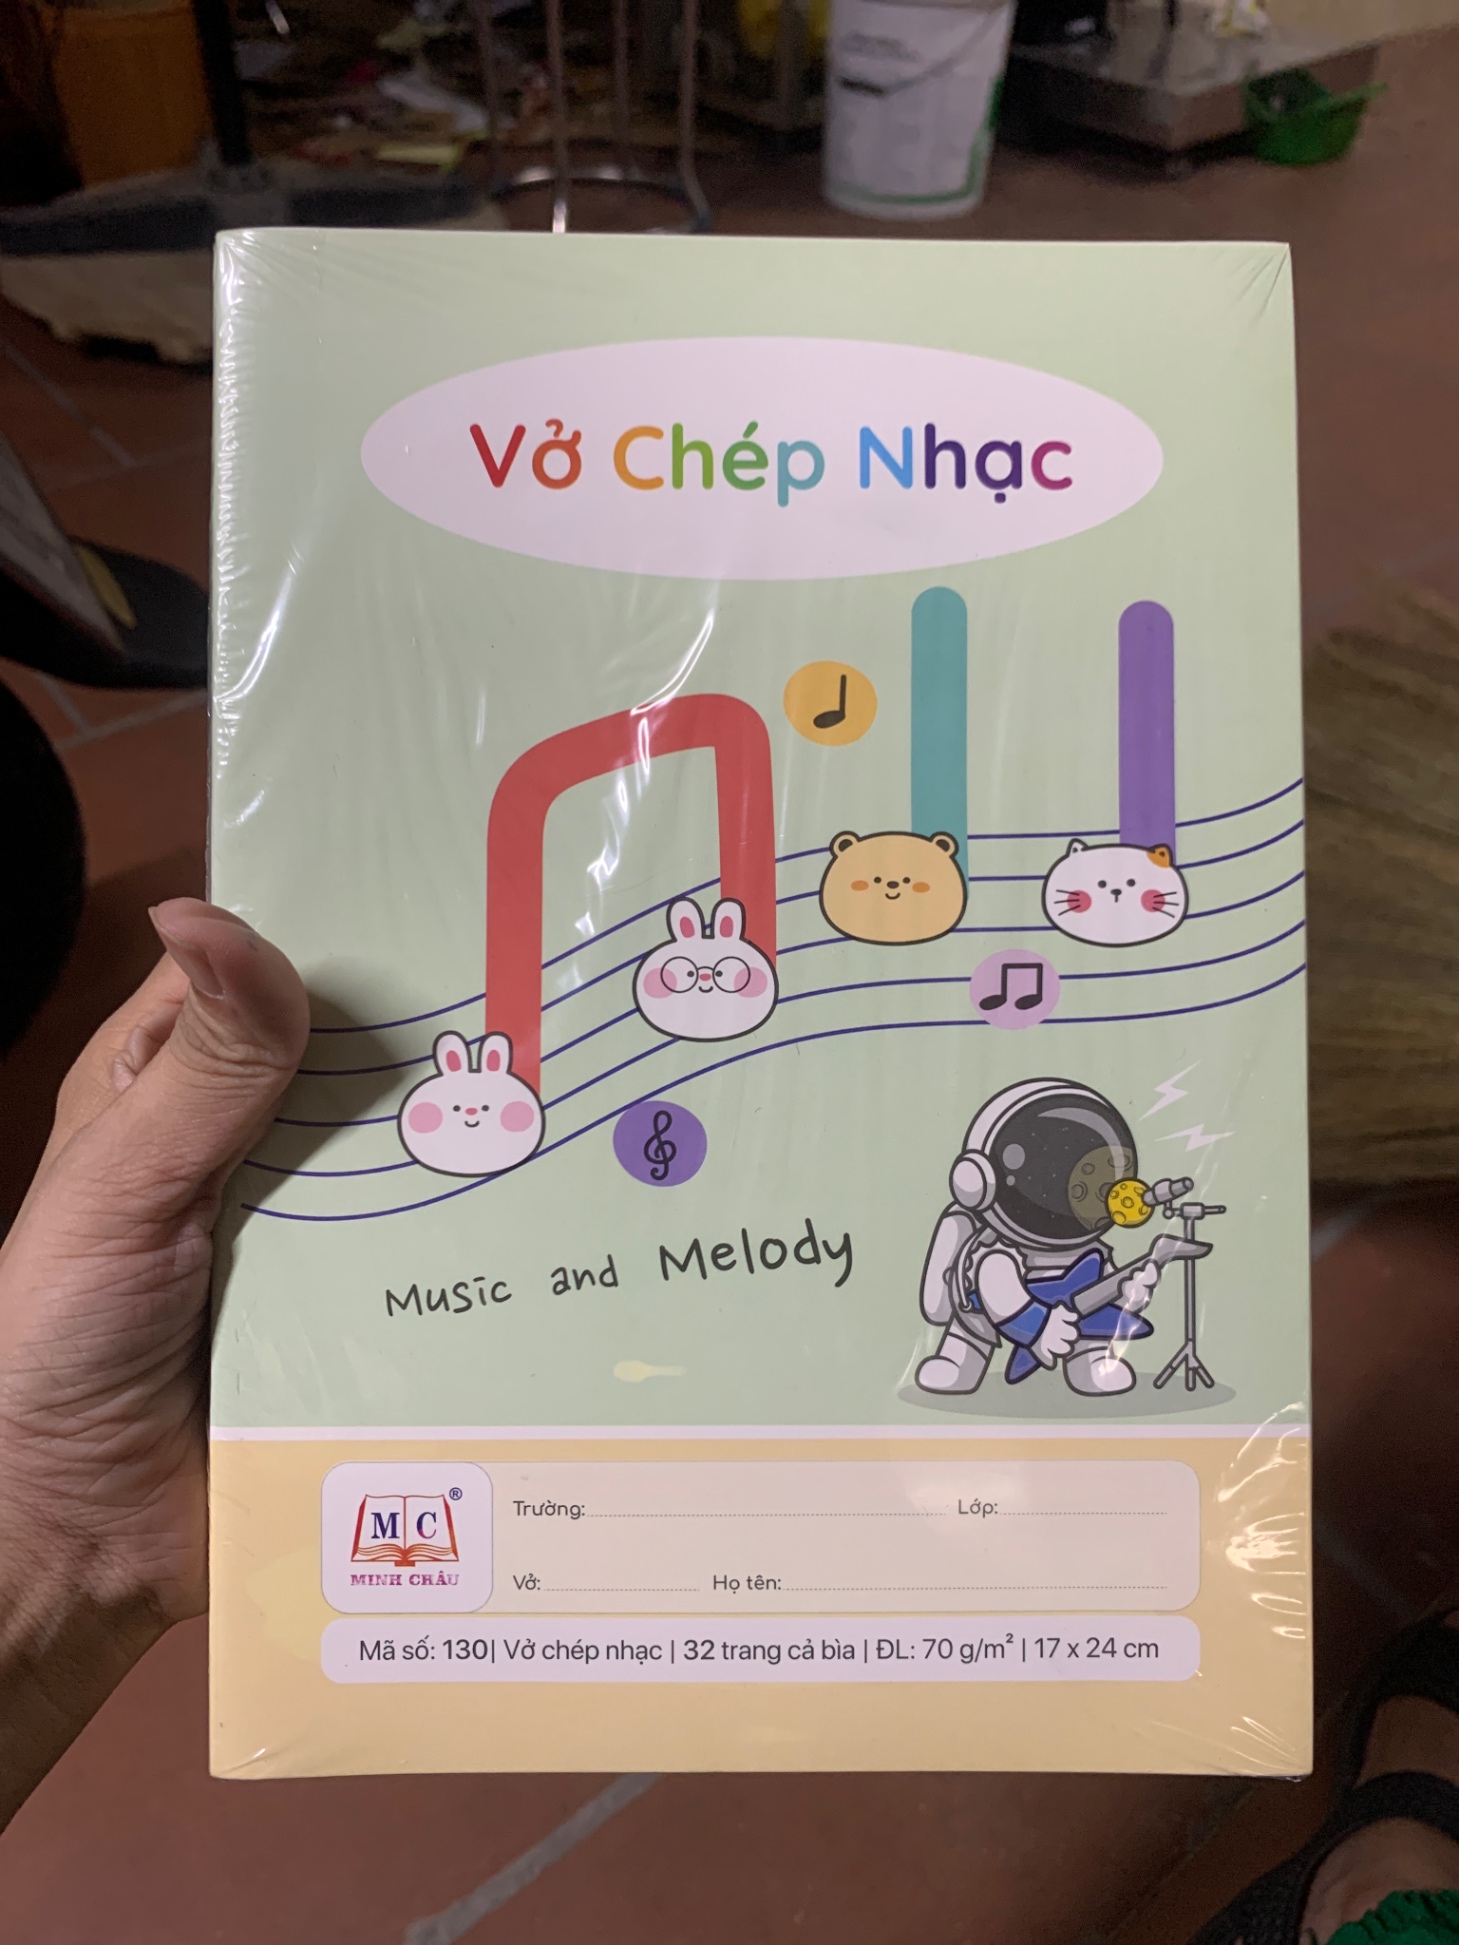 Vở Chép Nhạc
Music and Melody
M C ®
MINH CHÂU
Trường: Lớp:
Vở: Họ tên:
Mã số: 130| Vở chép nhạc | 32 trang cả bìa | ĐL: 70 g/m² | 17 x 24 cm